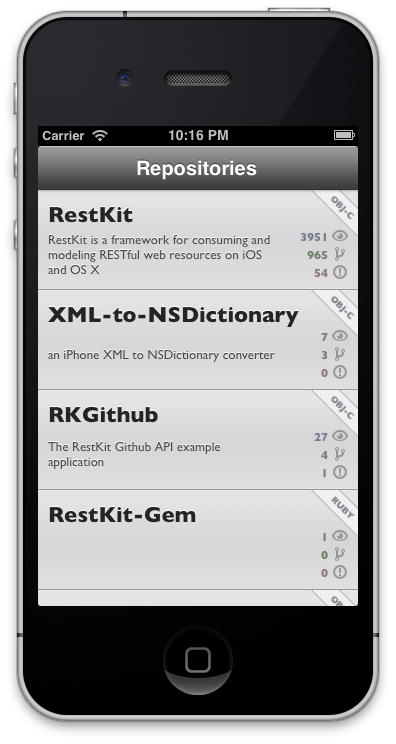 Carrier 10:16 PM
Repositories
OBJ-C
RestKit
RestKit is a framework for consuming and
modeling RESTful web resources on iOS
and OS X
3951
965
54
OBJ-C
XML-to-NSDictionary
an iPhone XML to NSDictionary converter
7
3
0
OBJ-C
RKGithub
The RestKit Github API example
application
27
4
1
RUBY
RestKit-Gem
1
0
0